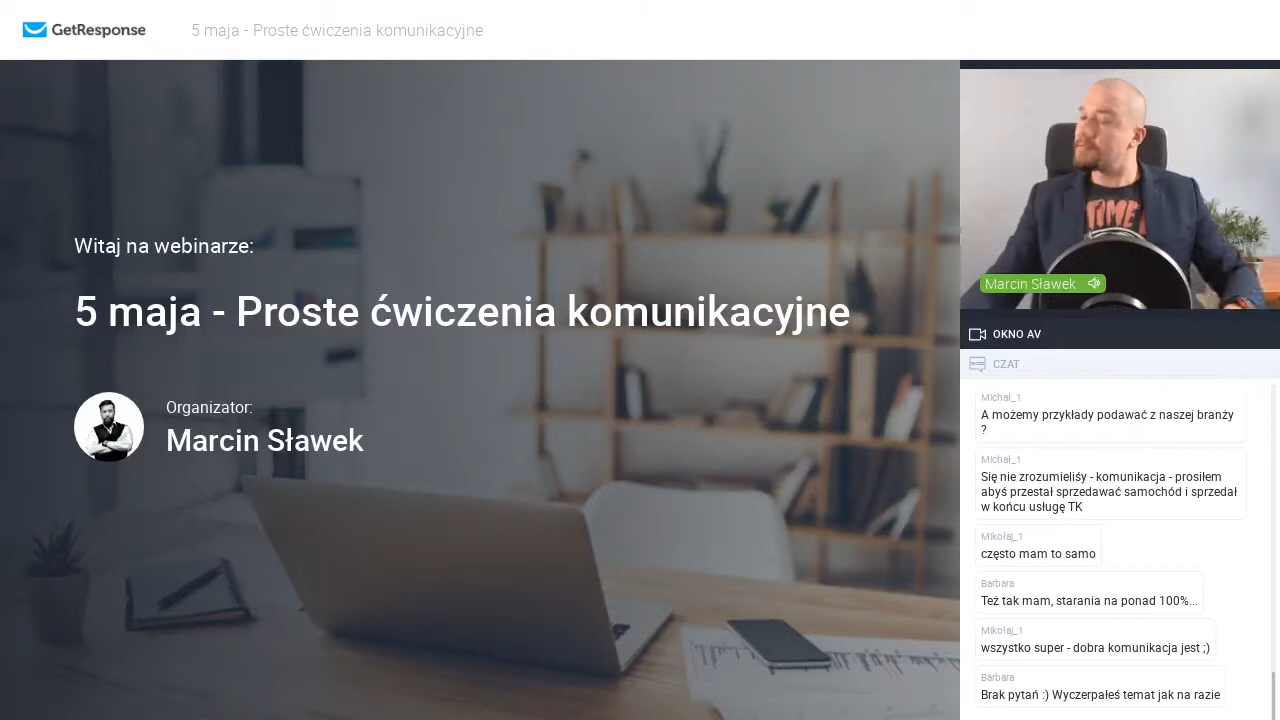 GetResponse
5 maja - Proste ćwiczenia komunikacyjne
Witaj na webinarze:
5 maja - Proste ćwiczenia komunikacyjne
Organizator:
Marcin Sławek
TIME
Marcin Sławek
OKNO AV
CZAT
Michał_1
A możemy przykłady podawać z naszej branży
?
Michał_1
Się nie zrozumieliśy - komunikacja - prosiłem
abyś przestał sprzedawać samochód i sprzedał
w końcu usługę TK
Mikołaj_1
często mam to samo
Barbara
Też tak mam, starania na ponad 100%...
Mikołaj_1
wszystko super - dobra komunikacja jest ;)
Barbara
Brak pytań :) Wyczerpałeś temat jak na razie